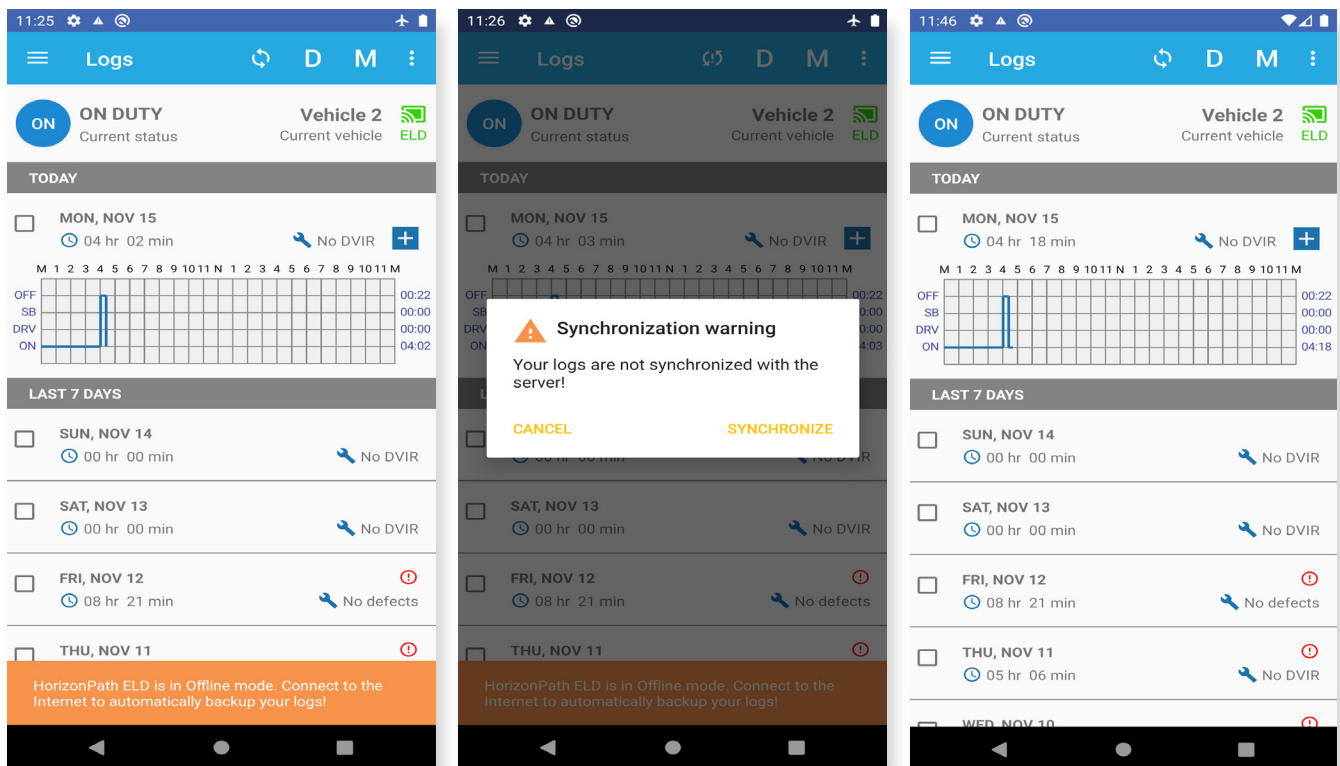 11:25
Logs D M
ON ON DUTY Vehicle 2
Current status Current vehicle ELD
TODAY
MON, NOV 15
04 hr 02 min No DVIR
M 1 2 3 4 5 6 7 8 9 10 11 N 1 2 3 4 5 6 7 8 9 10 11 M
OFF 00:22
SB 00:00
DRV 00:00
ON 04:02
LAST 7 DAYS
SUN, NOV 14
00 hr 00 min No DVIR
SAT, NOV 13
00 hr 00 min No DVIR
FRI, NOV 12
08 hr 21 min No defects
THU, NOV 11
HorizonPath ELD is in Offline mode. Connect to the
Internet to automatically backup your logs!
11:26
Logs D M
ON ON DUTY Vehicle 2
Current status Current vehicle ELD
TODAY
MON, NOV 15
04 hr 03 min No DVIR
M 1 2 3 4 5 6 7 8 9 10 11 N 1 2 3 4 5 6 7 8 9 10 11 M
OFF 00:22
Synchronization warning
Your logs are not synchronized with the
server!
CANCEL SYNCHRONIZE
SAT, NOV 13
00 hr 00 min No DVIR
FRI, NOV 12
08 hr 21 min No defects
THU, NOV 11
HorizonPath ELD is in Offline mode. Connect to the
Internet to automatically backup your logs!
11:46
Logs D M
ON ON DUTY Vehicle 2
Current status Current vehicle ELD
TODAY
MON, NOV 15
04 hr 18 min No DVIR
M 1 2 3 4 5 6 7 8 9 10 11 N 1 2 3 4 5 6 7 8 9 10 11 M
OFF 00:22
SB 00:00
DRV 00:00
ON 04:18
LAST 7 DAYS
SUN, NOV 14
00 hr 00 min No DVIR
SAT, NOV 13
00 hr 00 min No DVIR
FRI, NOV 12
08 hr 21 min No defects
THU, NOV 11
05 hr 06 min No DVIR
WED, NOV 10